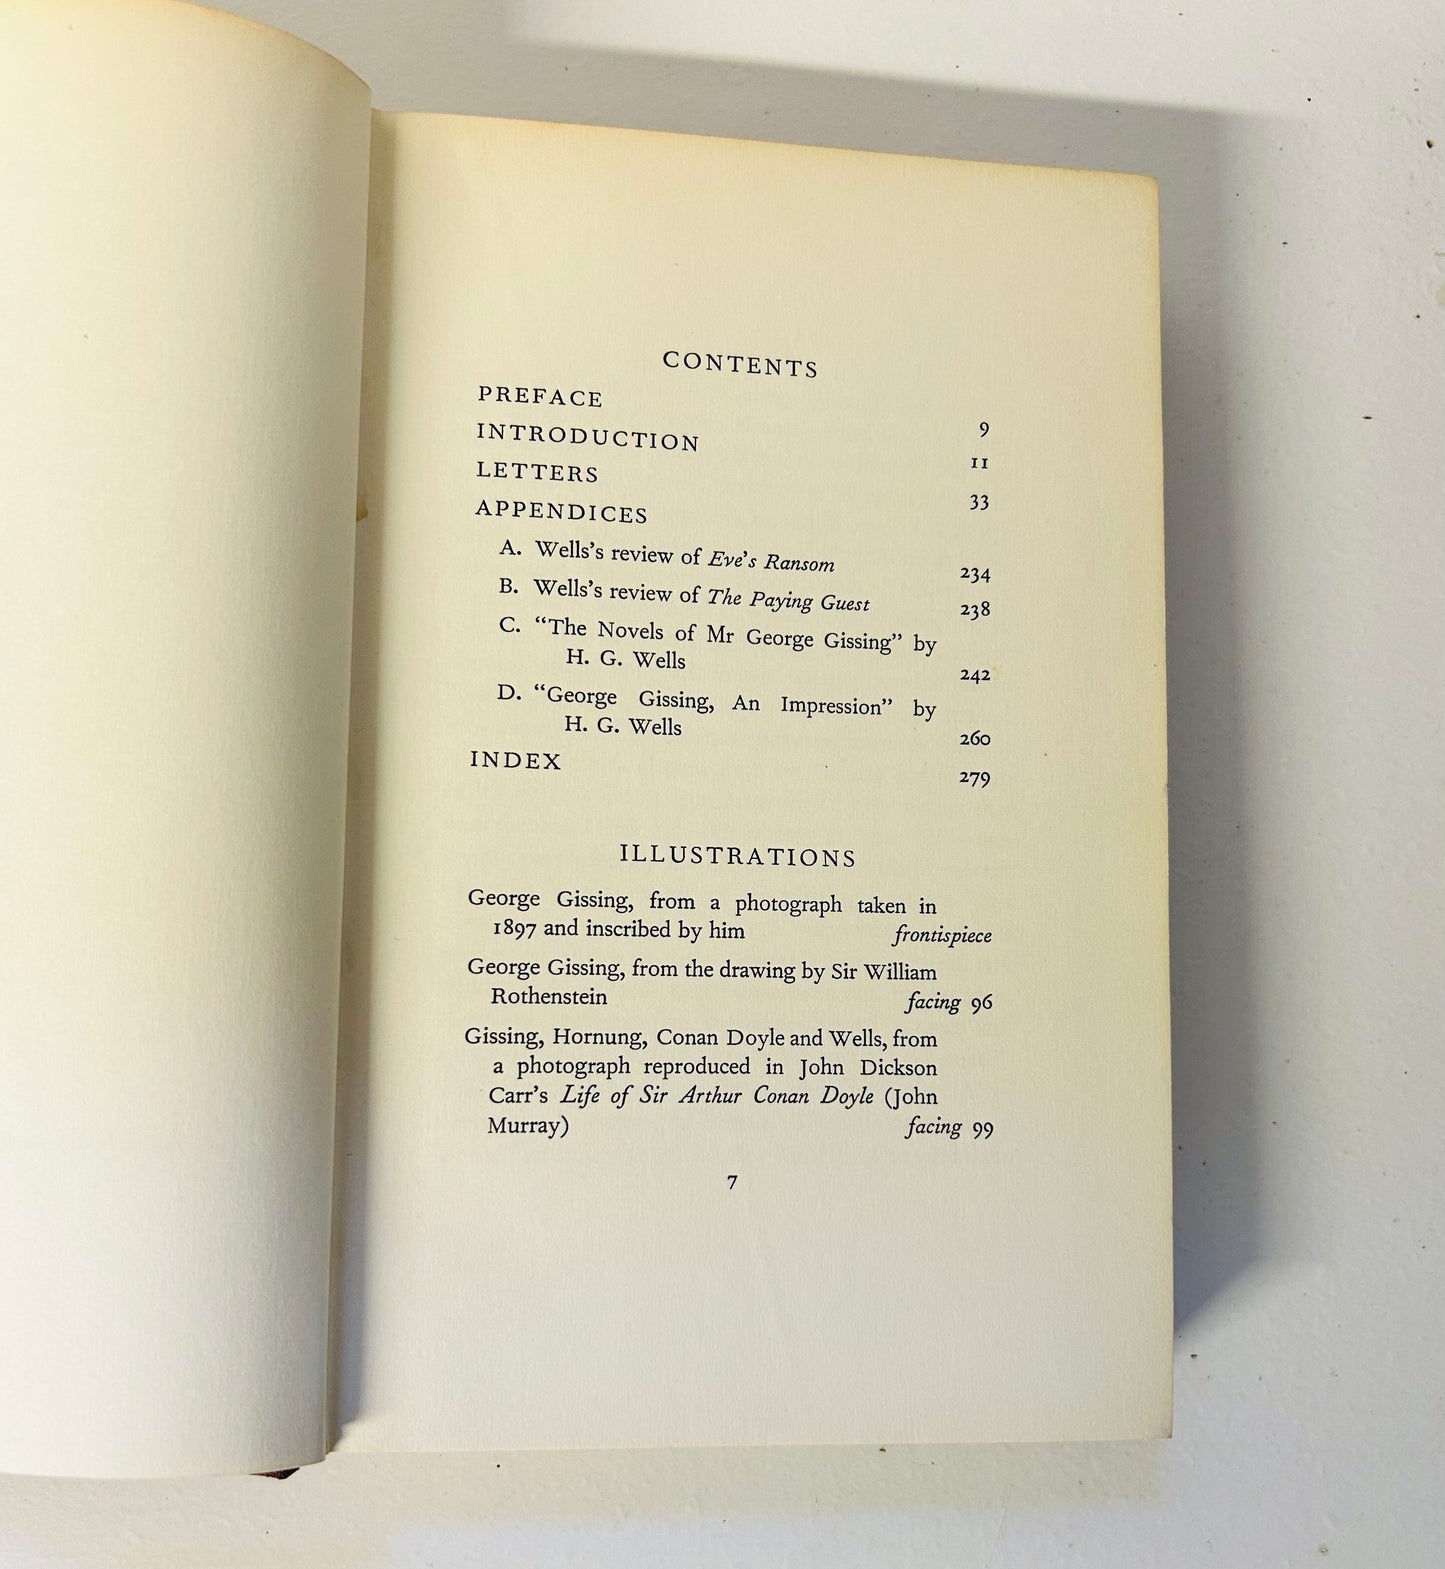 CONTENTS
PREFACE 9
INTRODUCTION 11
LETTERS 33
APPENDICES
A. Wells's review of Eve's Ransom 234
B. Wells's review of The Paying Guest 238
C. “The Novels of Mr George Gissing” by
H. G. Wells 242
D. “George Gissing, An Impression” by
H. G. Wells 260
INDEX 279
ILLUSTRATIONS
George Gissing, from a photograph taken in
1897 and inscribed by him frontispiece
George Gissing, from the drawing by Sir William
Rothenstein facing 96
Gissing, Hornung, Conan Doyle and Wells, from
a photograph reproduced in John Dickson
Carr's Life of Sir Arthur Conan Doyle (John
Murray) facing 99
7